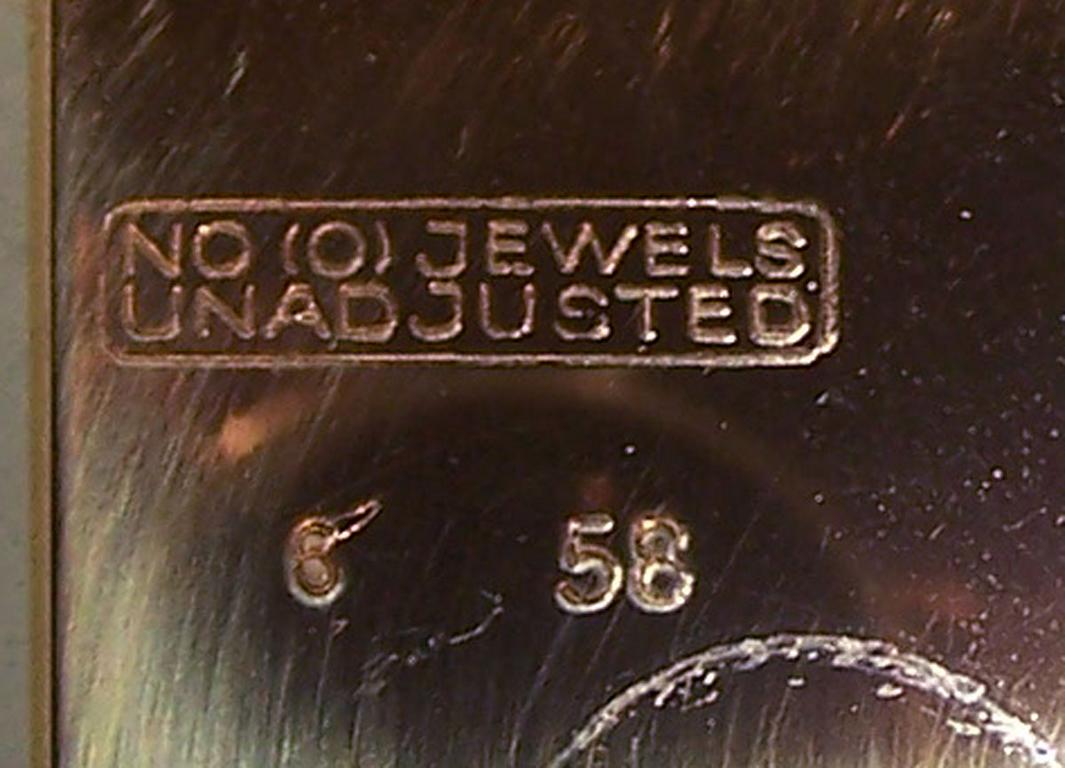 NO (0) JEWELS
UNADJUSTED
6 58